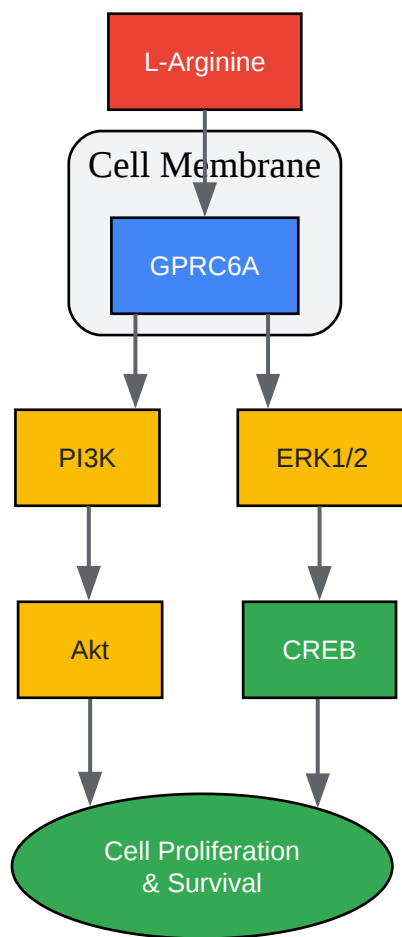 L-Arginine
Cell Membrane
GPRC6A
PI3K
ERK1/2
Akt
CREB
Cell Proliferation
& Survival